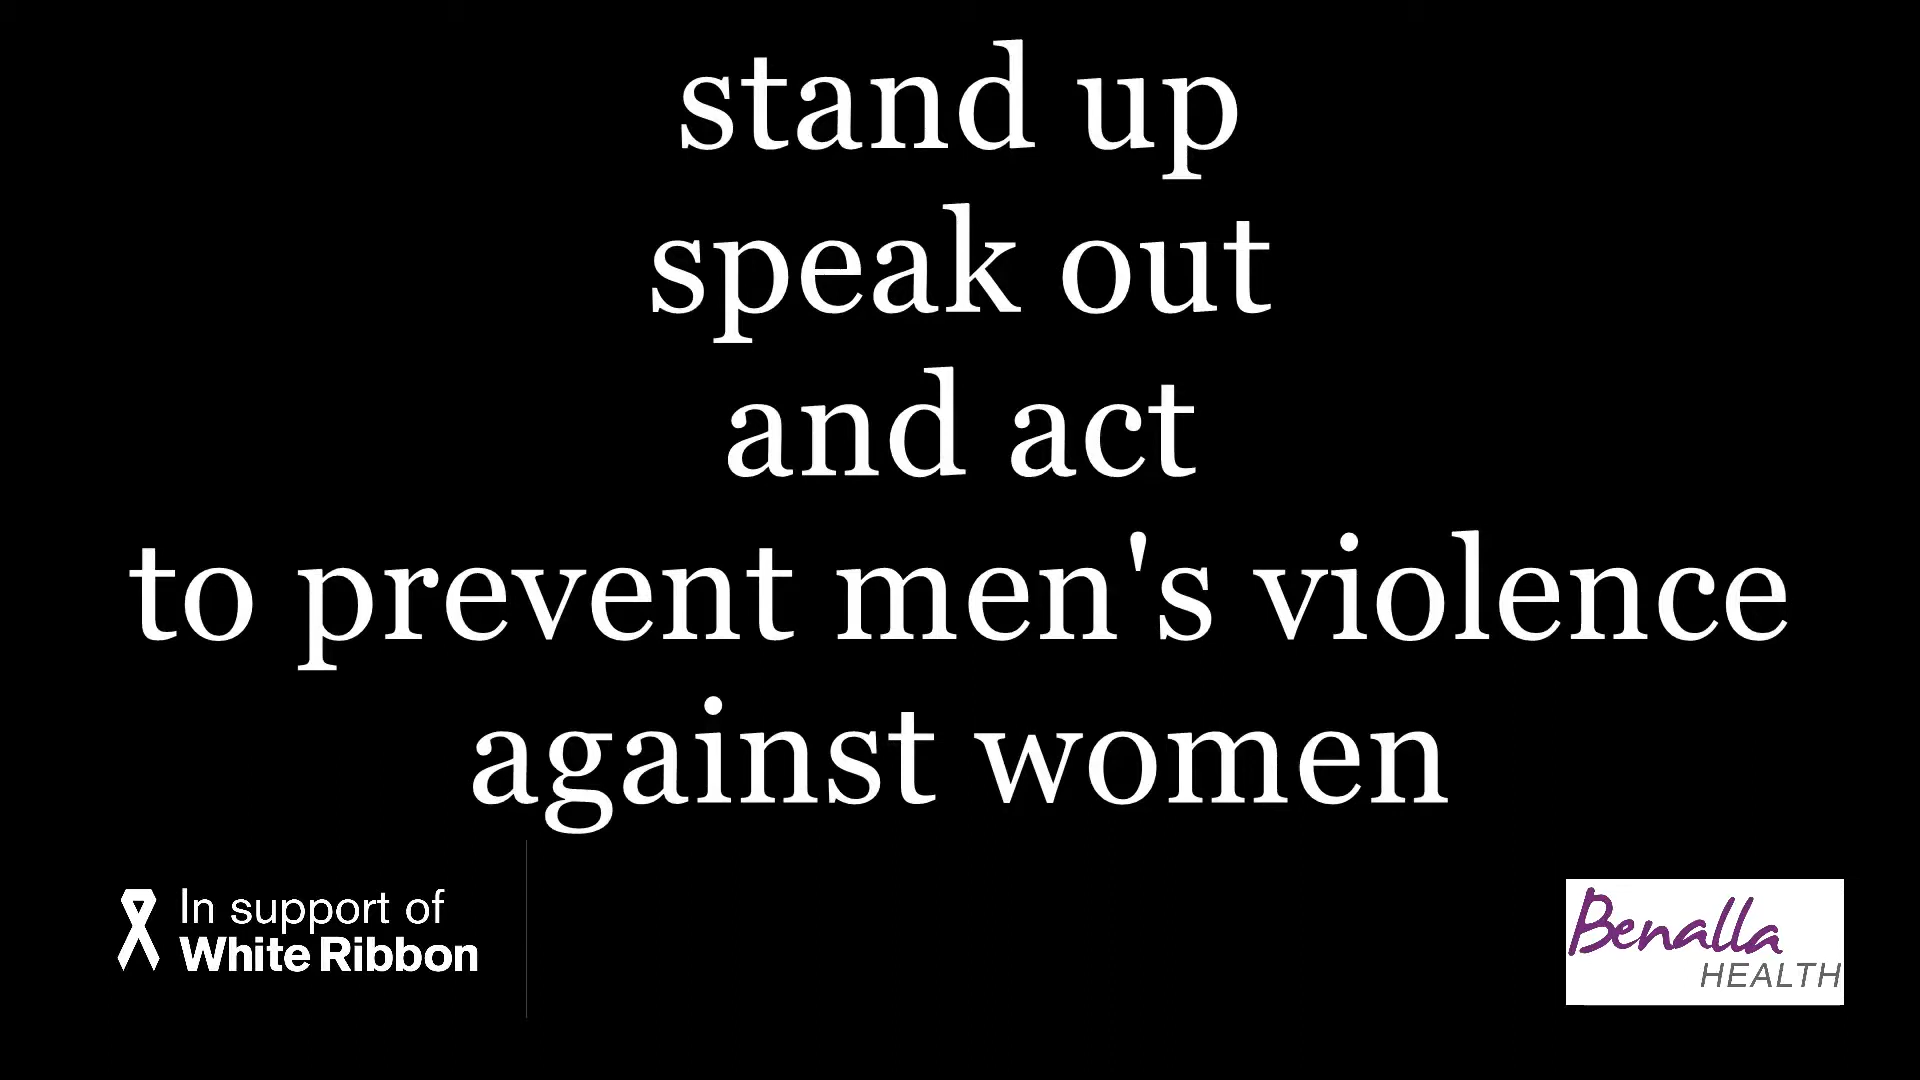 stand up
speak out
and act
to prevent men's violence
against women
In support of
White Ribbon
Benalla
HEALTH